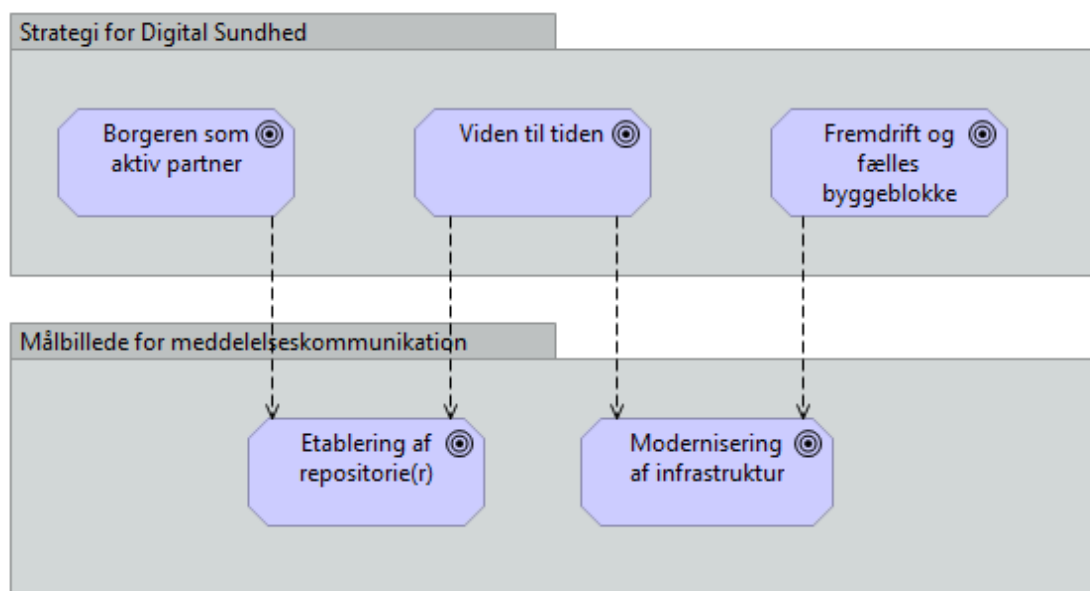 Strategi for Digital Sundhed
Borgeren som
aktiv partner
Viden til tiden
Fremdrift og
fælles
byggeblokke
Målbillede for meddelelseskommunikation
Etablering af
repositorie(r)
Modernisering
af infrastruktur